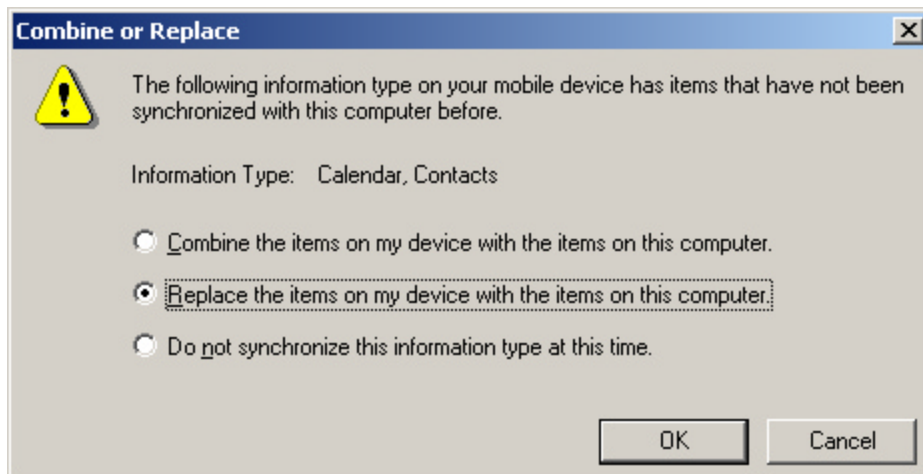 Combine or Replace
The following information type on your mobile device has items that have not been
synchronized with this computer before.
Information Type: Calendar, Contacts
Combine the items on my device with the items on this computer.
Replace the items on my device with the items on this computer.
Do not synchronize this information type at this time.
OK Cancel